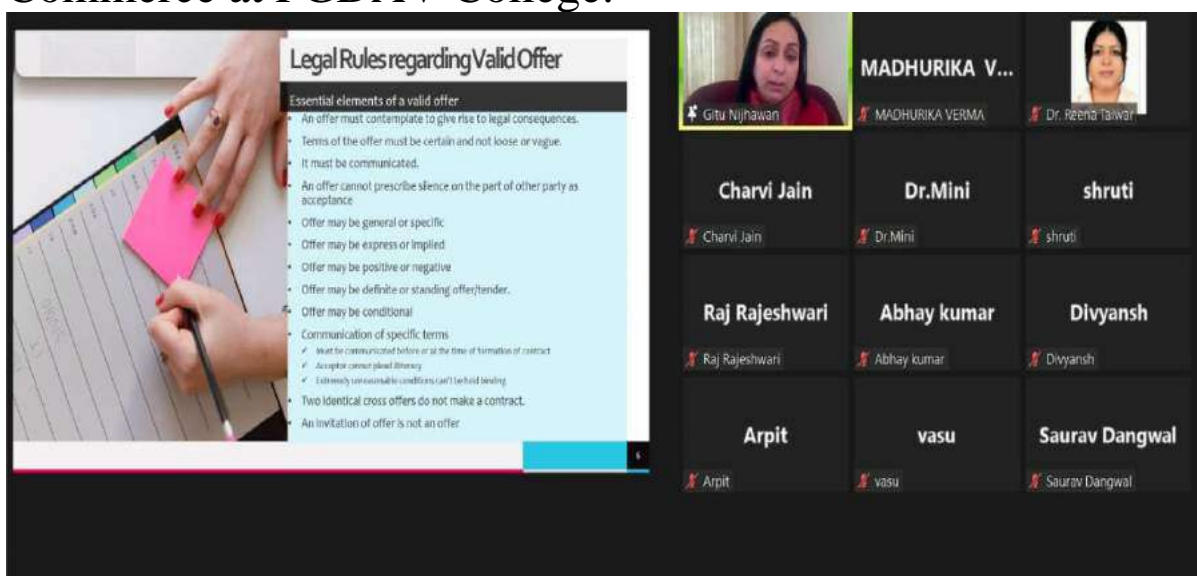 Commerce at PGDAV College.
Legal Rules regarding Valid Offer
Essential elements of a valid offer
• An offer must contemplate to give rise to legal consequences.
• Terms of the offer must be certain and not loose or vague.
• It must be communicated.
• An offer cannot prescribe silence on the part of other party as
acceptance
• Offer may be general or specific
• Offer may be express or implied
• Offer may be positive or negative
• Offer may be definite or standing offer/tender.
• Offer may be conditional
• Communication of specific terms
✓ Must be communicated before or at the time of formation of contract
✓ Acceptor cannot plead illiteracy
✓ Extremely unreasonable conditions can't be held binding
• Two identical cross offers do not make a contract.
• An invitation of offer is not an offer
6
Gitu Nijhawan
MADHURIKA V...
MADHURIKA VERMA
Dr. Reena Talwar
Charvi Jain
Charvi Jain
Dr.Mini
Dr.Mini
shruti
shruti
Raj Rajeshwari
Raj Rajeshwari
Abhay kumar
Abhay kumar
Divyansh
Divyansh
Arpit
Arpit
vasu
vasu
Saurav Dangwal
Saurav Dangwal